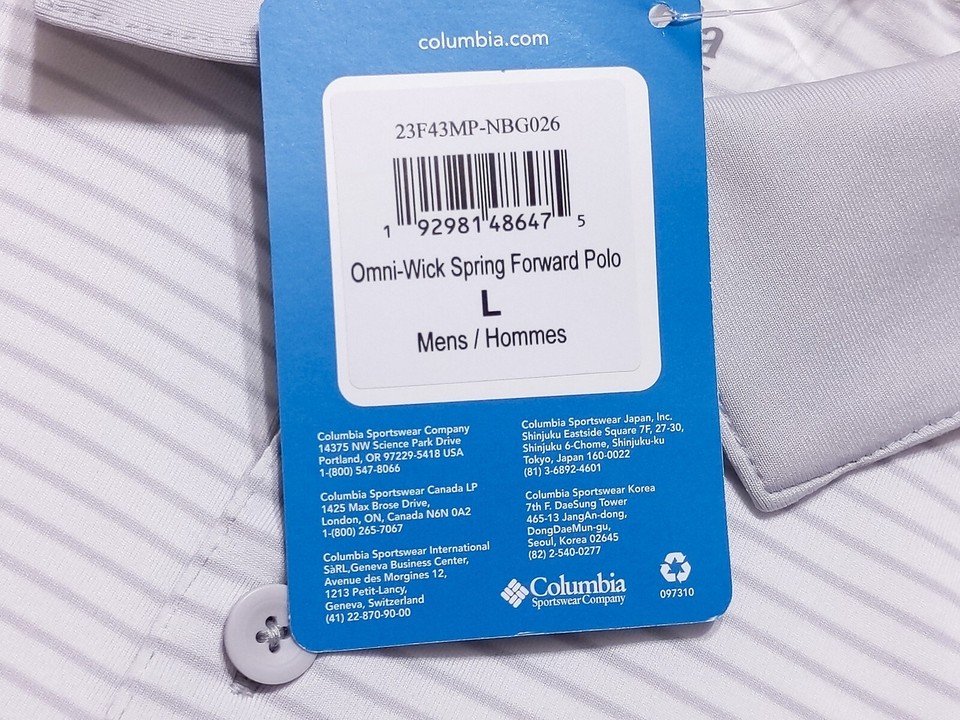 columbia.com
23F43MP-NBG026
1 92981 48647 5
Omni-Wick Spring Forward Polo
L
Mens / Hommes
Columbia Sportswear Company
14375 NW Science Park Drive
Portland, OR 97229-5418 USA
1-(800) 547-8066
Columbia Sportswear Canada LP
1425 Max Brose Drive,
London, ON, Canada N6N 0A2
1-(800) 265-7067
Columbia Sportswear International
SàRL,Geneva Business Center,
Avenue des Morgines 12,
1213 Petit-Lancy,
Geneva, Switzerland
(41) 22-870-90-00
Columbia Sportswear Japan, Inc.
Shinjuku Eastside Square 7F, 27-30,
Shinjuku 6-Chome, Shinjuku-ku
Tokyo, Japan 160-0022
(81) 3-6892-4601
Columbia Sportswear Korea
7th F. DaeSung Tower
465-13 JangAn-dong,
DongDaeMun-gu,
Seoul, Korea 02645
(82) 2-540-0277
Columbia
Sportswear Company
097310